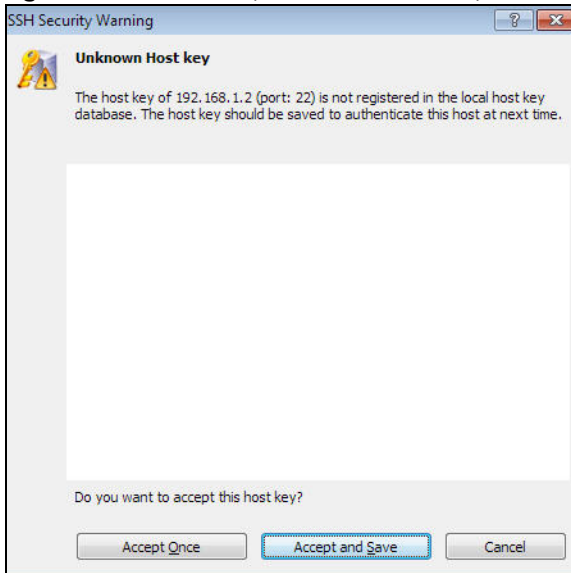 SSH Security Warning
Unknown Host key
The host key of 192.168.1.2 (port: 22) is not registered in the local host key
database. The host key should be saved to authenticate this host at next time.
Do you want to accept this host key?
Accept Once
Accept and Save
Cancel